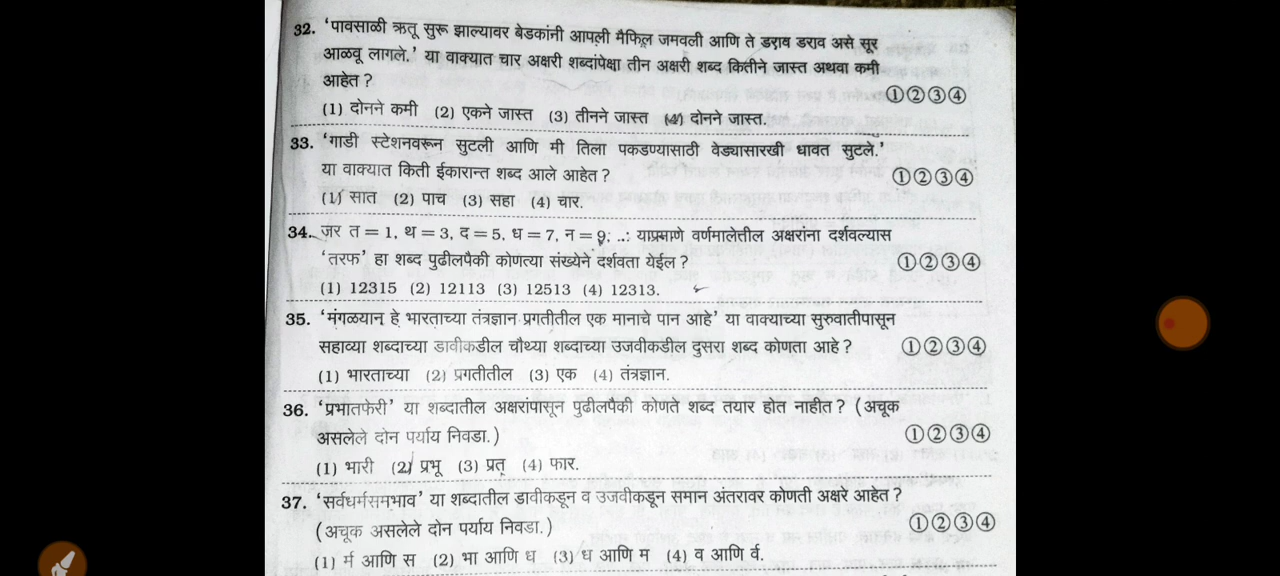 32. 'पावसाळी ऋतू सुरू झाल्यावर बेडकांनी आपली मैफिल जमवली आणि ते डराव डराव असे सूर
आळवू लागले.' या वाक्यात चार अक्षरी शब्दांपेक्षा तीन अक्षरी शब्द कितीने जास्त अथवा कमी
आहेत ? ①②③④
(1) दोनने कमी (2) एकने जास्त (3) तीनने जास्त (4) दोनने जास्त.
33. 'गाडी स्टेशनवरून सुटली आणि मी तिला पकडण्यासाठी वेड्यासारखी धावत सुटले.'
या वाक्यात किती ईकारान्त शब्द आले आहेत ? ①②③④
(1) सात (2) पाच (3) सहा (4) चार.
34. जर त = 1, थ = 3, द = 5, ध = 7, न = 9; ..: याप्रमाणे वर्णमालेतील अक्षरांना दर्शवल्यास
'तरफ' हा शब्द पुढीलपैकी कोणत्या संख्येने दर्शवता येईल ? ①②③④
(1) 12315 (2) 12113 (3) 12513 (4) 12313.
35. 'मंगळयान हे भारताच्या तंत्रज्ञान प्रगतीतील एक मानाचे पान आहे' या वाक्याच्या सुरुवातीपासून
सहाव्या शब्दाच्या डावीकडील चौथ्या शब्दाच्या उजवीकडील दुसरा शब्द कोणता आहे ? ①②③④
(1) भारताच्या (2) प्रगतीतील (3) एक (4) तंत्रज्ञान.
36. 'प्रभातफेरी' या शब्दातील अक्षरांपासून पुढीलपैकी कोणते शब्द तयार होत नाहीत ? (अचूक
असलेले दोन पर्याय निवडा.) ①②③④
(1) भारी (2) प्रभू (3) प्रत् (4) फार.
37. 'सर्वधर्मसमभाव' या शब्दातील डावीकडून व उजवीकडून समान अंतरावर कोणती अक्षरे आहेत ?
(अचूक असलेले दोन पर्याय निवडा.) ①②③④
(1) र्म आणि स (2) भा आणि ध (3) ध आणि म (4) व आणि र्व.